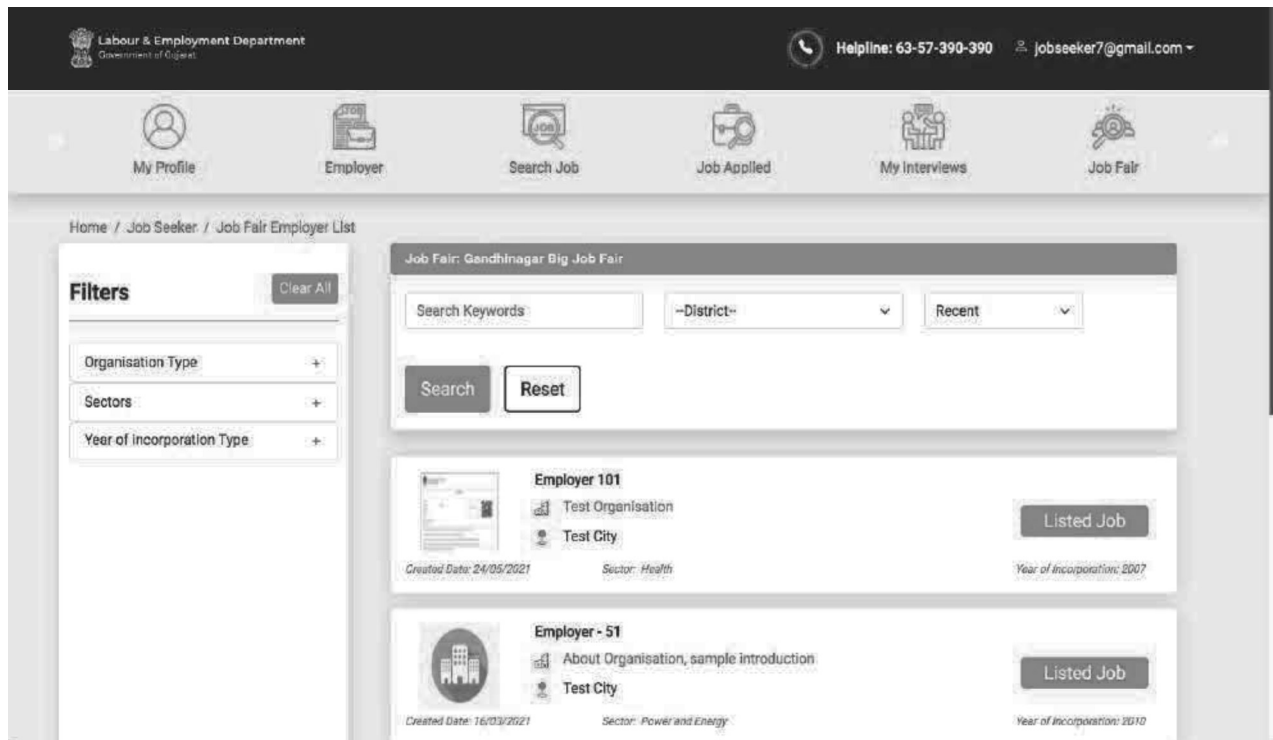 Labour & Employment Department
Government of Gujarat
Helpline: 63-57-390-390
jobseeker7@gmail.com
My Profile
Employer
Search Job
Job Applied
My Interviews
Job Fair
Home / Job Seeker / Job Fair Employer List
Filters
Clear All
Organisation Type +
Sectors +
Year of incorporation Type +
Job Fair: Gandhinagar Big Job Fair
Search Keywords
--District--
Recent
Search
Reset
Employer 101
Test Organisation
Test City
Listed Job
Created Date: 24/05/2021 Sector: Health Year of Incorporation: 2007
Employer - 51
About Organisation, sample introduction
Test City
Listed Job
Created Date: 16/03/2021 Sector: Power and Energy Year of Incorporation: 2010